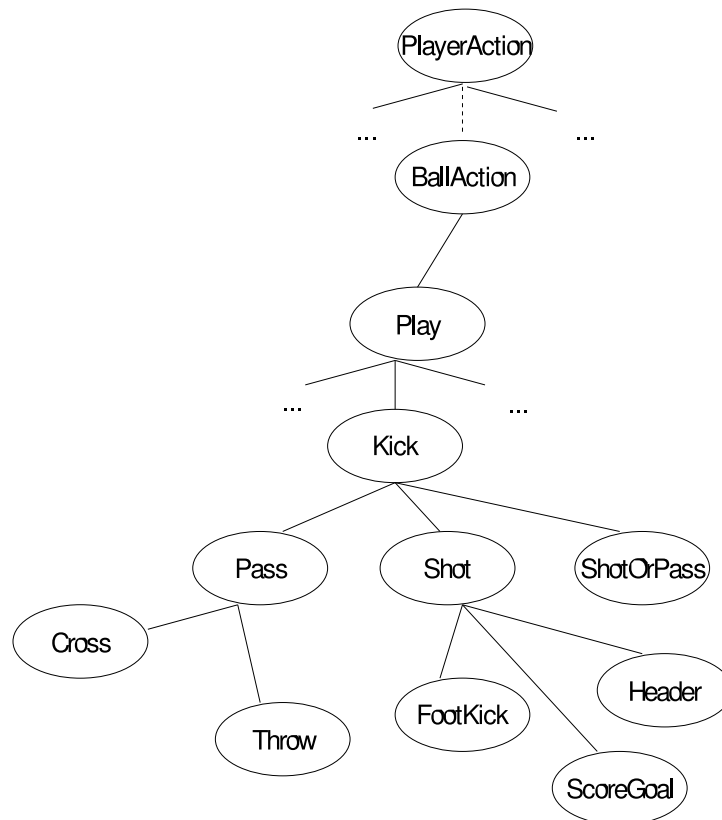 PlayerAction
... ...
BallAction
Play
... ...
Kick
Pass Shot ShotOrPass
Cross
Header
FootKick
Throw
ScoreGoal